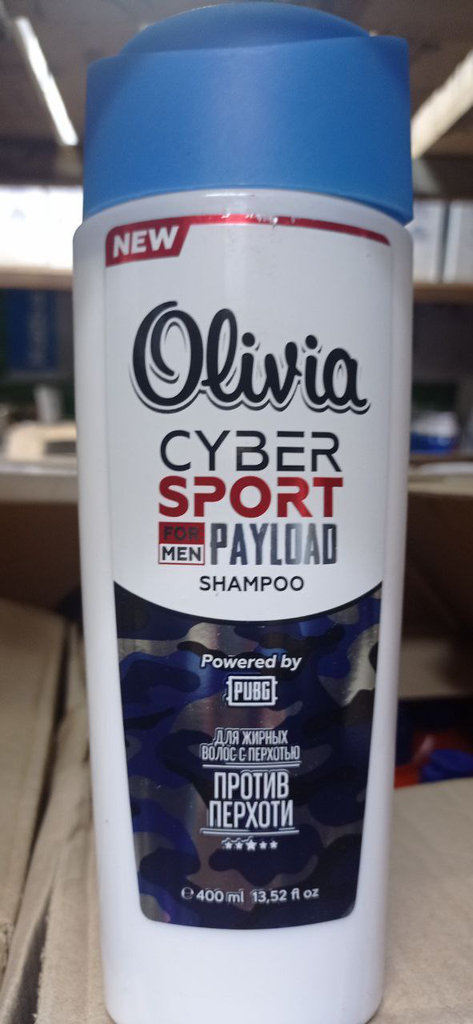 NEW
Olivia
CYBER
SPORT
FOR MEN PAYLOAD
SHAMPOO
Powered by
PUBG
ДЛЯ ЖИРНЫХ
ВОЛОС С ПЕРХОТЬЮ
ПРОТИВ
ПЕРХОТИ
℮ 400 ml 13,52 fl oz